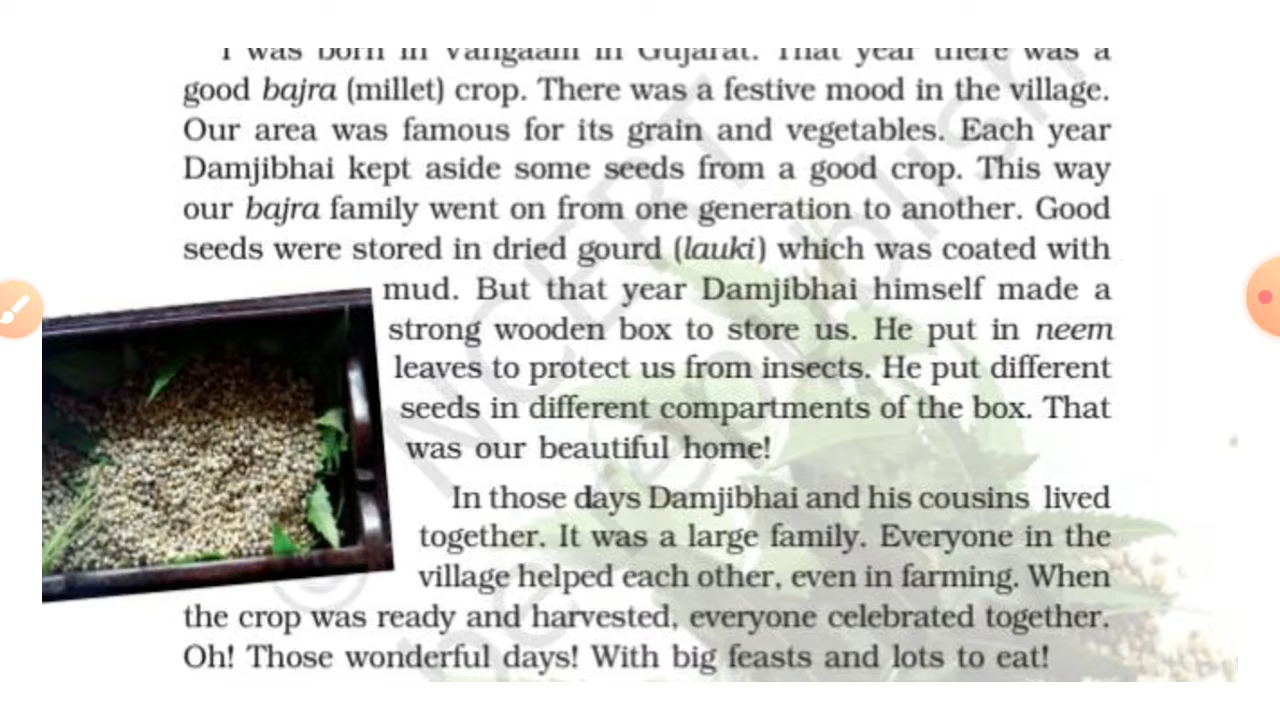 I was born in Vangaam in Gujarat. That year there was a
good bajra (millet) crop. There was a festive mood in the village.
Our area was famous for its grain and vegetables. Each year
Damjibhai kept aside some seeds from a good crop. This way
our bajra family went on from one generation to another. Good
seeds were stored in dried gourd (lauki) which was coated with
mud. But that year Damjibhai himself made a
strong wooden box to store us. He put in neem
leaves to protect us from insects. He put different
seeds in different compartments of the box. That
was our beautiful home!
In those days Damjibhai and his cousins lived
together. It was a large family. Everyone in the
village helped each other, even in farming. When
the crop was ready and harvested, everyone celebrated together.
Oh! Those wonderful days! With big feasts and lots to eat!
© NCERT
be republish